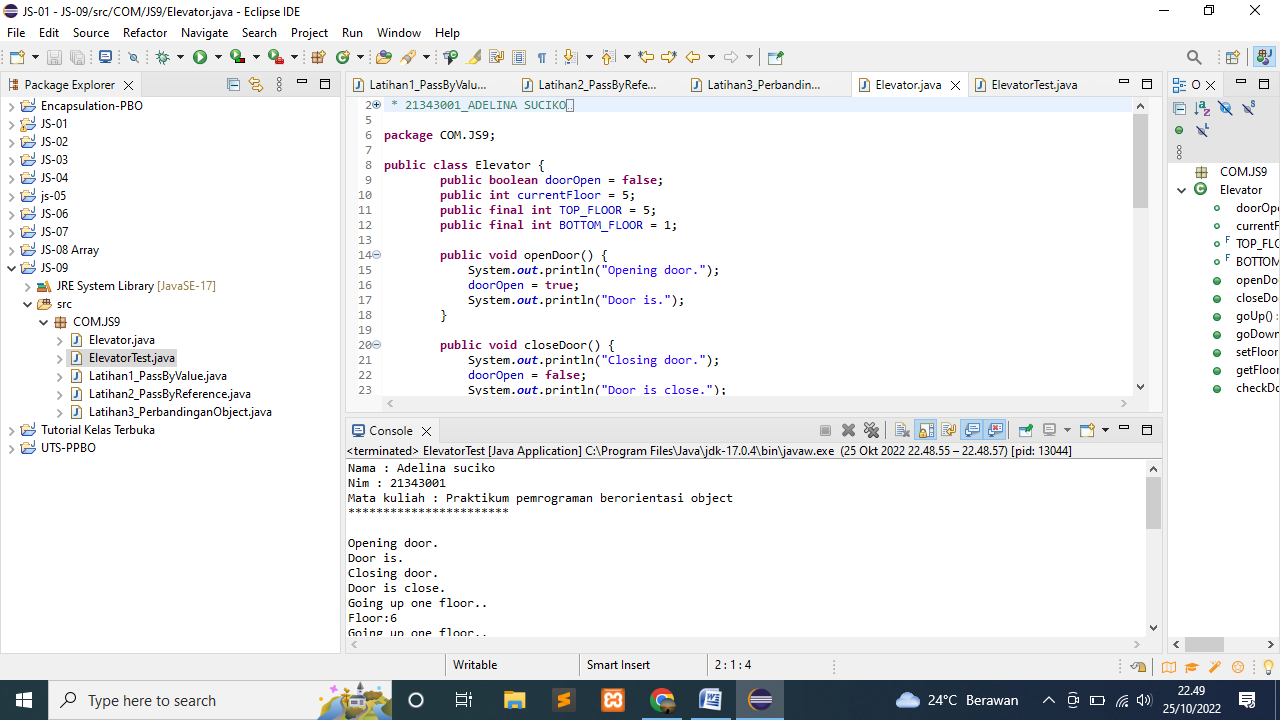 JS-01 - JS-09/src/COM/JS9/Elevator.java - Eclipse IDE
File Edit Source Refactor Navigate Search Project Run Window Help
Package Explorer
Encapsulation-PBO
JS-01
JS-02
JS-03
JS-04
js-05
JS-06
JS-07
JS-08 Array
JS-09
JRE System Library [JavaSE-17]
src
COM.JS9
Elevator.java
ElevatorTest.java
Latihan1_PassByValue.java
Latihan2_PassByReference.java
Latihan3_PerbandinganObject.java
Tutorial Kelas Terbuka
UTS-PPBO
Latihan1_PassByValu... Latihan2_PassByRefe... Latihan3_Perbandin... Elevator.java ElevatorTest.java
2 * 21343001_ADELINA SUCIKO
5
6 package COM.JS9;
7
8 public class Elevator {
9 public boolean doorOpen = false;
10 public int currentFloor = 5;
11 public final int TOP_FLOOR = 5;
12 public final int BOTTOM_FLOOR = 1;
13
14 public void openDoor() {
15 System.out.println("Opening door.");
16 doorOpen = true;
17 System.out.println("Door is.");
18 }
19
20 public void closeDoor() {
21 System.out.println("Closing door.");
22 doorOpen = false;
23 System.out.println("Door is close.");
O
COM.JS9
Elevator
doorOpe
currentF
TOP_FL
BOTTOM
openDo
closeDo
goUp() :
goDown
setFloor
getFloor
checkDo
Console
<terminated> ElevatorTest [Java Application] C:\Program Files\Java\jdk-17.0.4\bin\javaw.exe (25 Okt 2022 22.48.55 – 22.48.57) [pid: 13044]
Nama : Adelina suciko
Nim : 21343001
Mata kuliah : Praktikum pemrograman berorientasi object
***********************
Opening door.
Door is.
Closing door.
Door is close.
Going up one floor..
Floor:6
Going up one floor..
Writable Smart Insert 2 : 1 : 4
Type here to search
24°C Berawan
22.49
25/10/2022